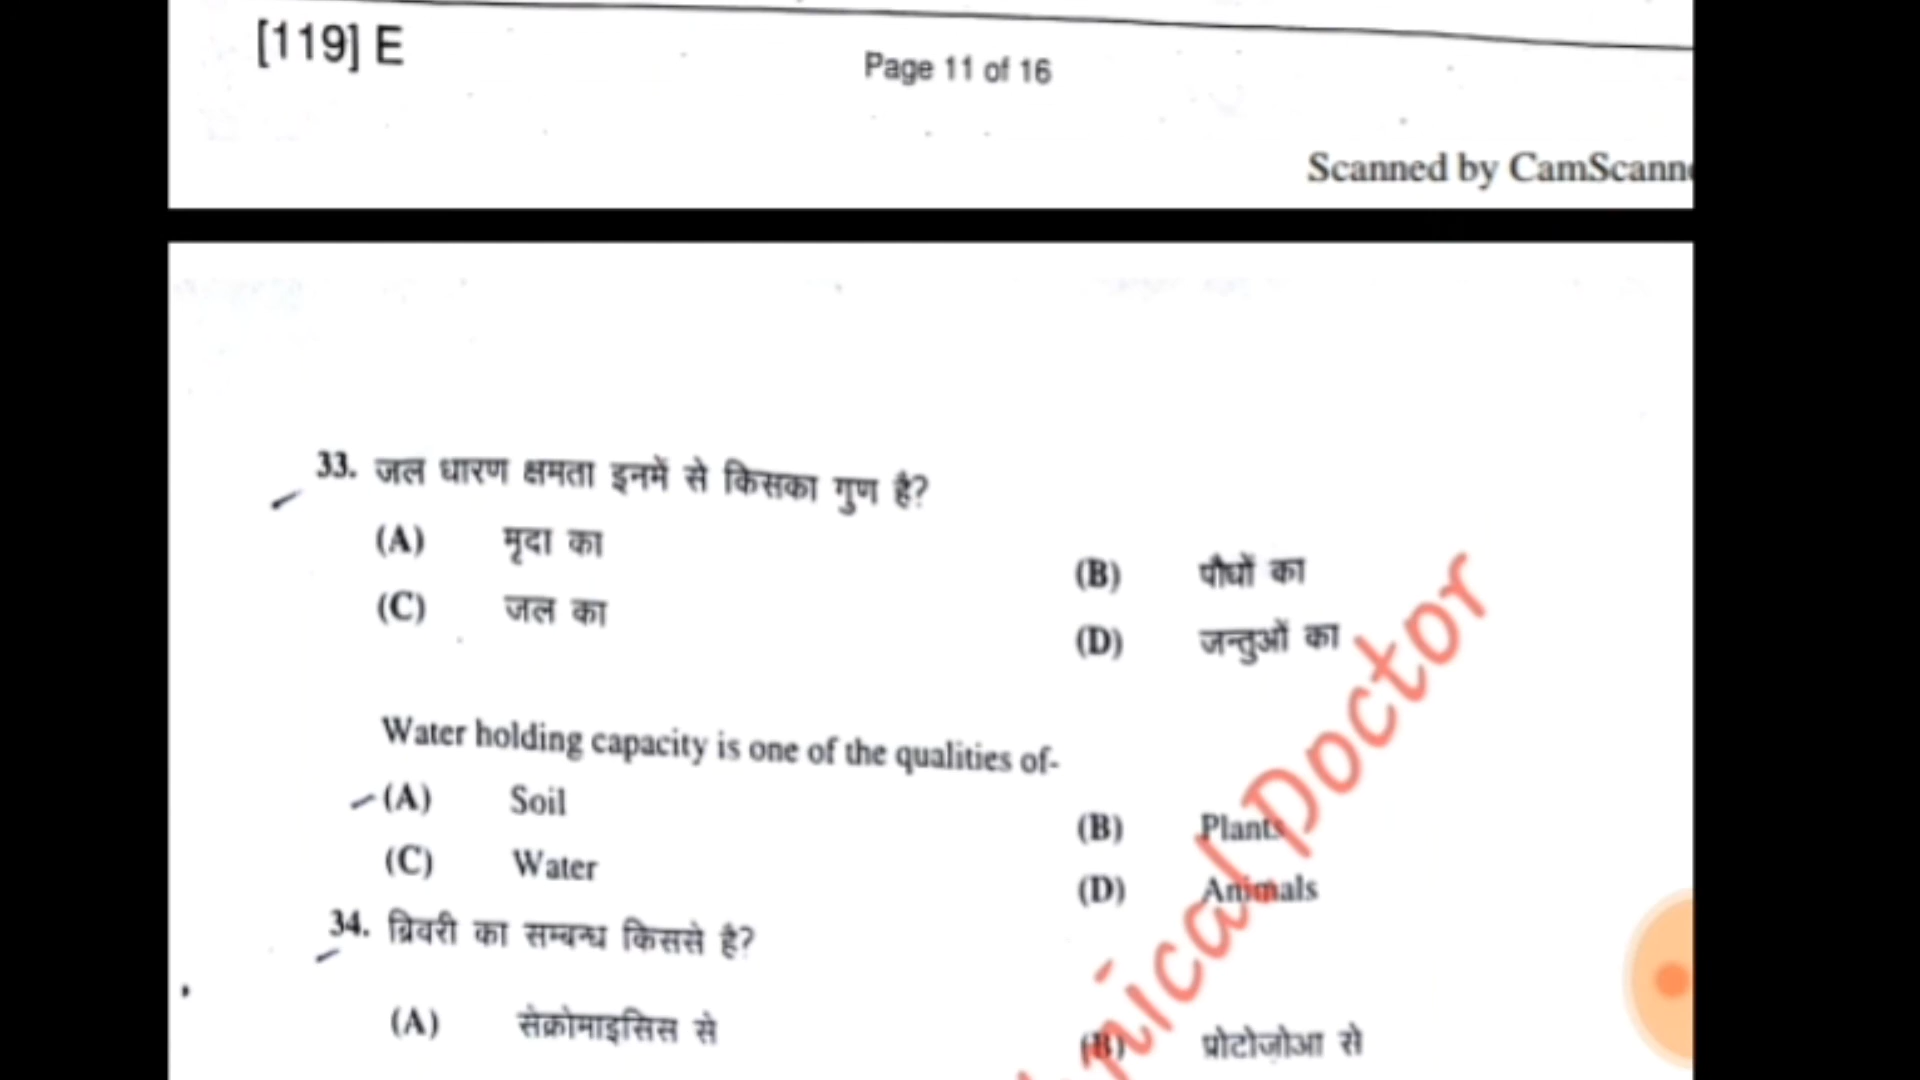 [119] E
Page 11 of 16
Scanned by CamScann
33. जल धारण क्षमता इनमें से किसका गुण है?
(A) मृदा का
(B) पौधों का
(C) जल का
(D) जन्तुओं का
Water holding capacity is one of the qualities of-
(A) Soil
(B) Plants
(C) Water
(D) Animals
34. ब्रिवरी का सम्बन्ध किससे है?
(A) सेक्रोमाइसिस से
(B) प्रोटोज़ोआ से
nical Doctor